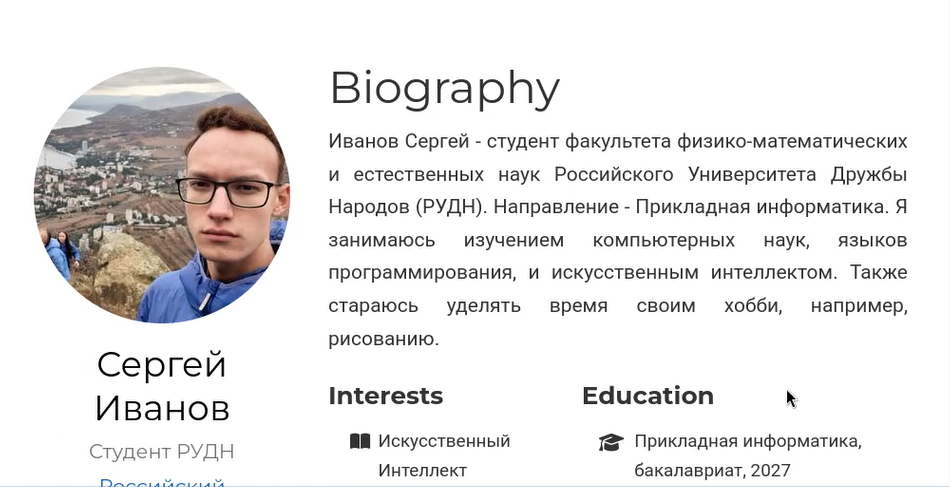 Biography
Иванов Сергей - студент факультета физико-математических
и естественных наук Российского Университета Дружбы
Народов (РУДН). Направление - Прикладная информатика. Я
занимаюсь изучением компьютерных наук, языков
программирования, и искусственным интеллектом. Также
стараюсь уделять время своим хобби, например,
рисованию.
Сергей
Иванов
Студент РУДН
Российский
Interests
Искусственный
Интеллект
Education
Прикладная информатика,
бакалавриат, 2027